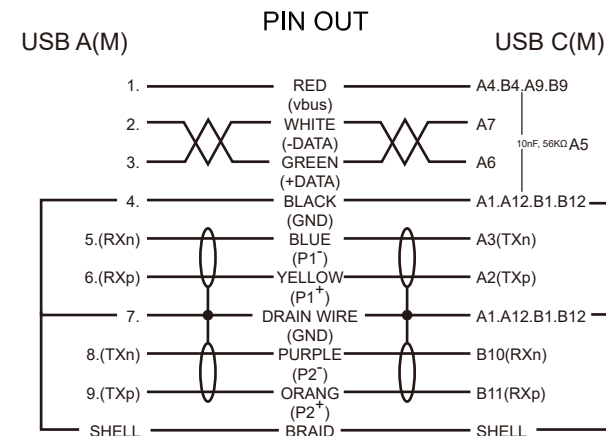 PIN OUT
USB A(M) USB C(M)
1. RED A4.B4.A9.B9
(vbus)
2. WHITE A7
(-DATA) 10nF, 56KΩ A5
3. GREEN A6
(+DATA)
4. BLACK A1.A12.B1.B12
(GND)
5.(RXn) BLUE A3(TXn)
(P1⁻)
6.(RXp) YELLOW A2(TXp)
(P1⁺)
7. DRAIN WIRE A1.A12.B1.B12
(GND)
8.(TXn) PURPLE B10(RXn)
(P2⁻)
9.(TXp) ORANG B11(RXp)
(P2⁺)
SHELL BRAID SHELL